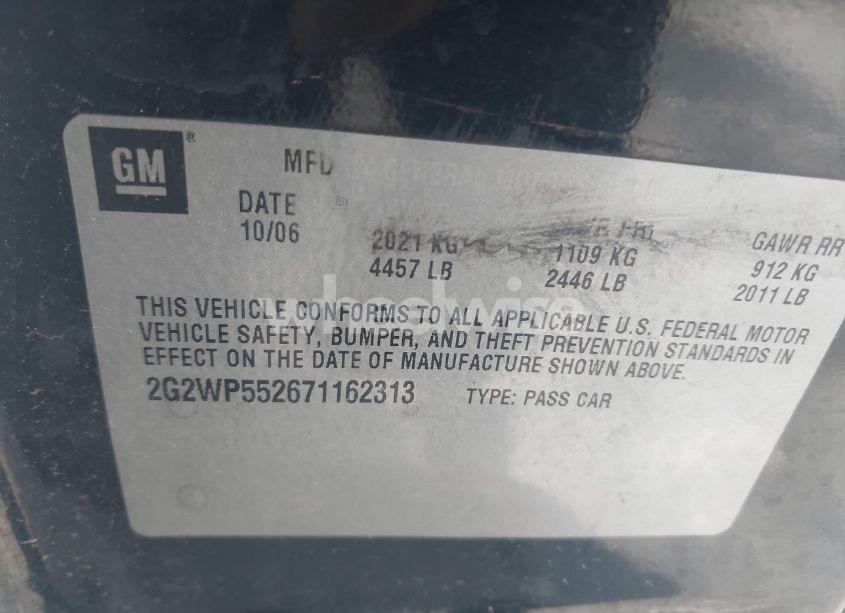 GM®
MFD GENERAL
DATE
10/06 2021 KG 1109 KG GAWR RR 912 KG
4457 LB 2446 LB 2011 LB
THIS VEHICLE CONFORMS TO ALL APPLICABLE U.S. FEDERAL MOTOR
VEHICLE SAFETY, BUMPER, AND THEFT PREVENTION STANDARDS IN
EFFECT ON THE DATE OF MANUFACTURE SHOWN ABOVE.
2G2WP552671162313 TYPE: PASS CAR